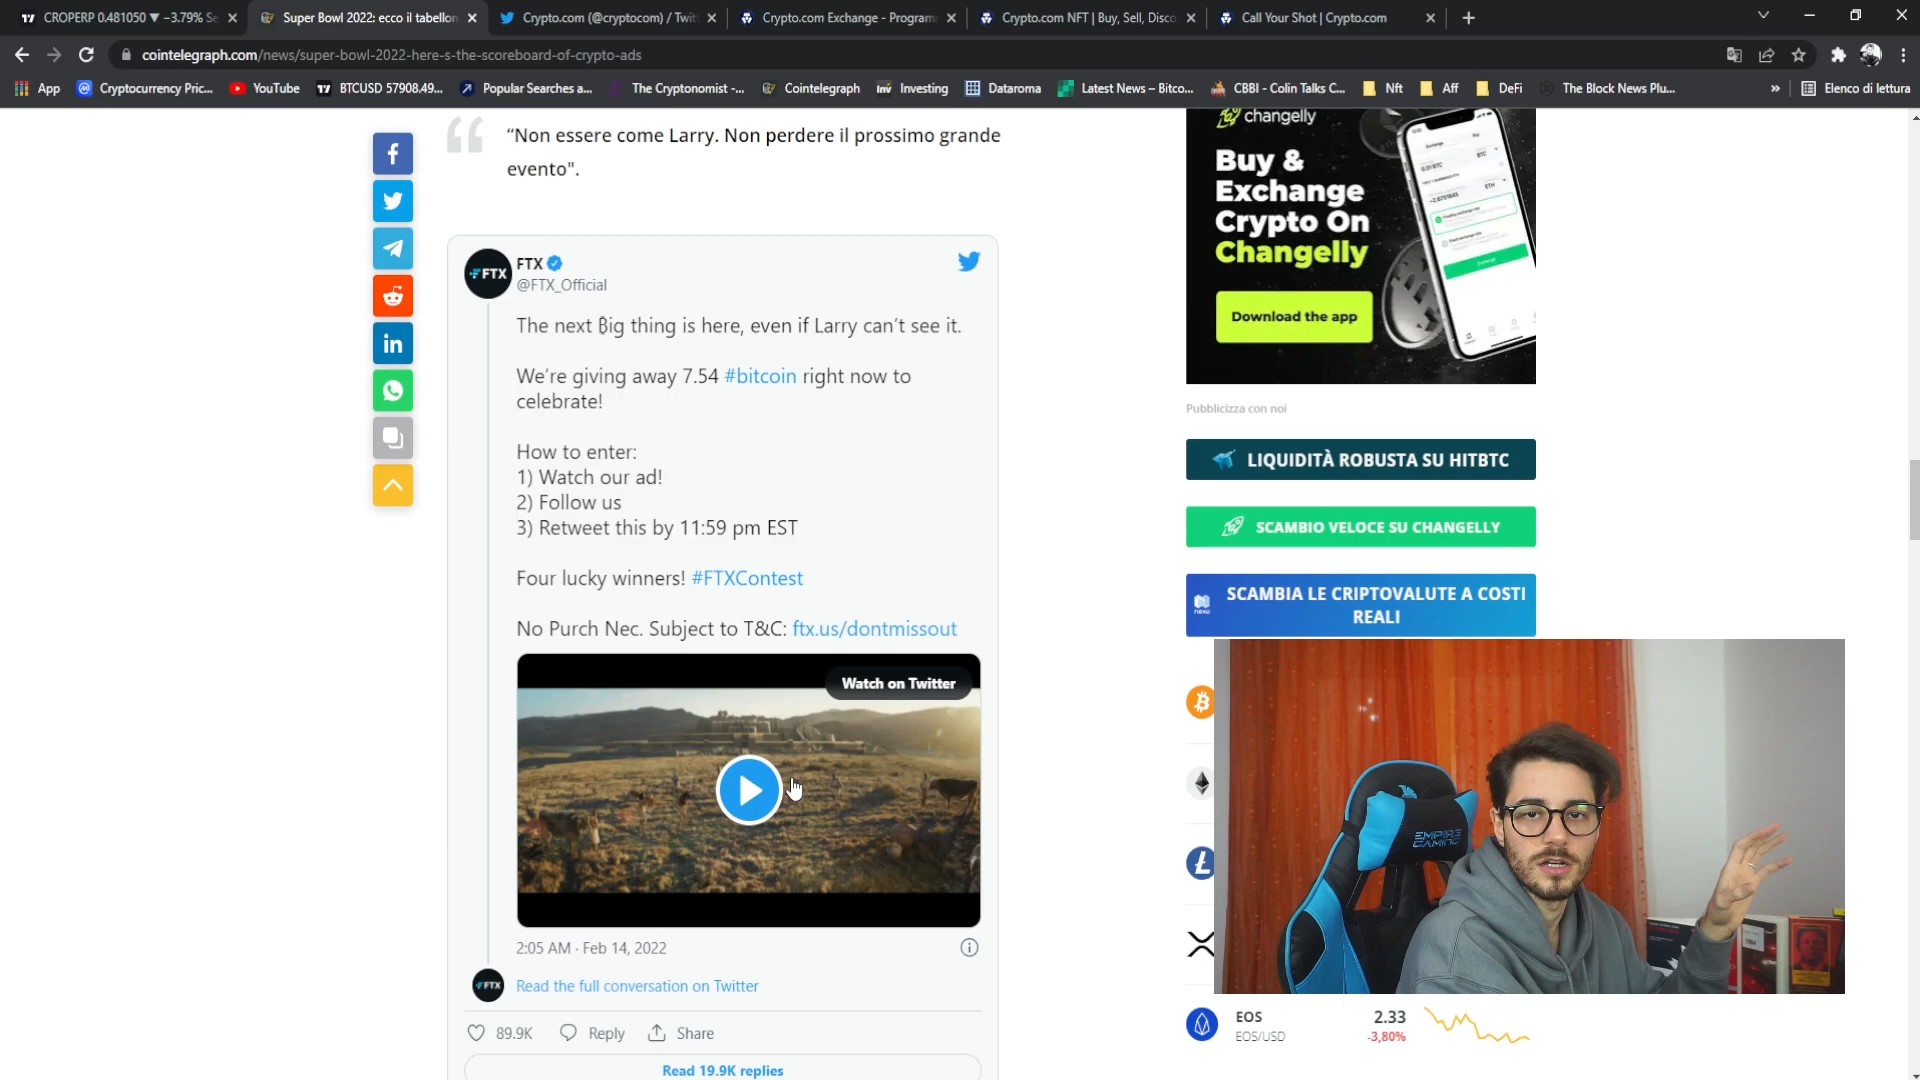 CROPERP 0.481050 ▼ −3.79% Se
Super Bowl 2022: ecco il tabellon
Crypto.com (@cryptocom) / Twit
Crypto.com Exchange - Program
Crypto.com NFT | Buy, Sell, Disco
Call Your Shot | Crypto.com
cointelegraph.com/news/super-bowl-2022-here-s-the-scoreboard-of-crypto-ads
App
Cryptocurrency Pric...
YouTube
BTCUSD 57908.49...
Popular Searches a...
The Cryptonomist -...
Cointelegraph
Investing
Dataroma
Latest News – Bitco...
CBBI - Colin Talks C...
Nft
Aff
DeFi
The Block News Plu...
»
Elenco di lettura
“Non essere come Larry. Non perdere il prossimo grande
evento".
FTX
FTX
@FTX_Official
The next ₿ig thing is here, even if Larry can’t see it.
We’re giving away 7.54 #bitcoin right now to
celebrate!
How to enter:
1) Watch our ad!
2) Follow us
3) Retweet this by 11:59 pm EST
Four lucky winners! #FTXContest
No Purch Nec. Subject to T&C: ftx.us/dontmissout
Watch on Twitter
2:05 AM · Feb 14, 2022
FTX
Read the full conversation on Twitter
89.9K
Reply
Share
Read 19.9K replies
changelly
Buy &
Exchange
Crypto On
Changelly
Download the app
Pubblicizza con noi
LIQUIDITÀ ROBUSTA SU HITBTC
SCAMBIO VELOCE SU CHANGELLY
nexo
SCAMBIA LE CRIPTOVALUTE A COSTI
REALI
EMPIRE
GAMING
1984
EOS
2.33
EOS/USD
-3,80%